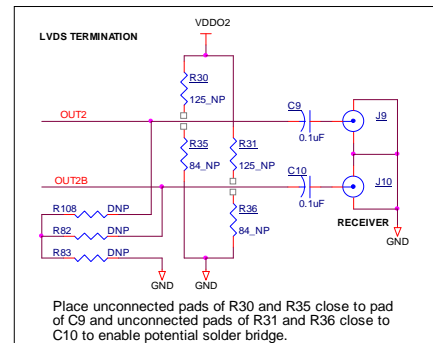 LVDS TERMINATION
VDDO2
R30
125_NP
C9
J9
OUT2
R35
R31
0.1uF
84_NP
125_NP
C10
J10
OUT2B
0.1uF
R108 DNP
R36
RECEIVER
R82 DNP
84_NP
R83 DNP
GND
GND
GND
Place unconnected pads of R30 and R35 close to pad
of C9 and unconnected pads of R31 and R36 close to
C10 to enable potential solder bridge.